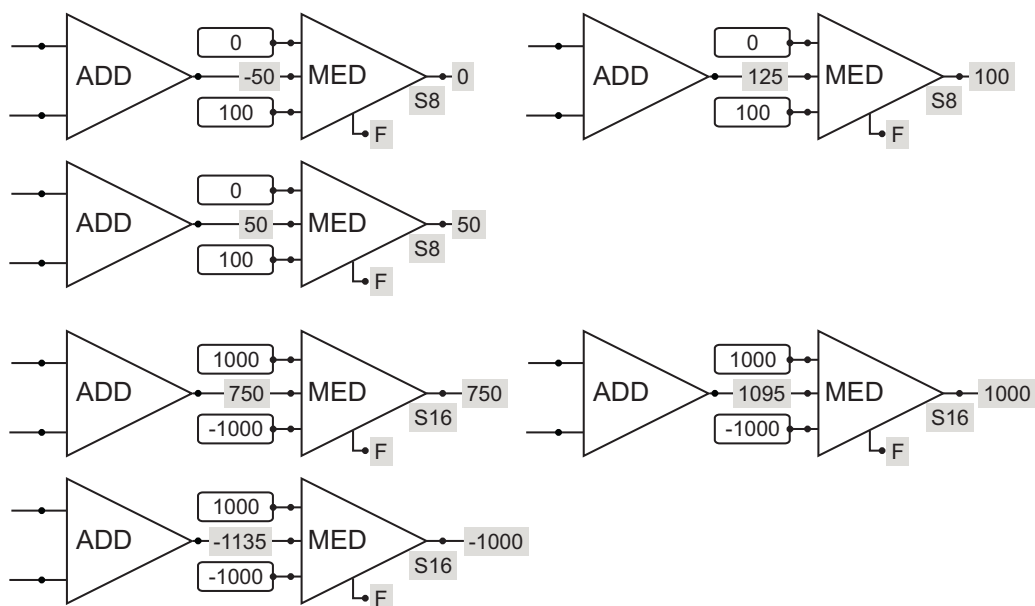 0 0
ADD -50 MED 0 ADD 125 MED 100
100 S8 100 S8
F F
0
ADD 50 MED 50
100 S8
F
1000 1000
ADD 750 MED 750 ADD 1095 MED 1000
-1000 S16 -1000 S16
F F
1000
ADD -1135 MED -1000
-1000 S16
F